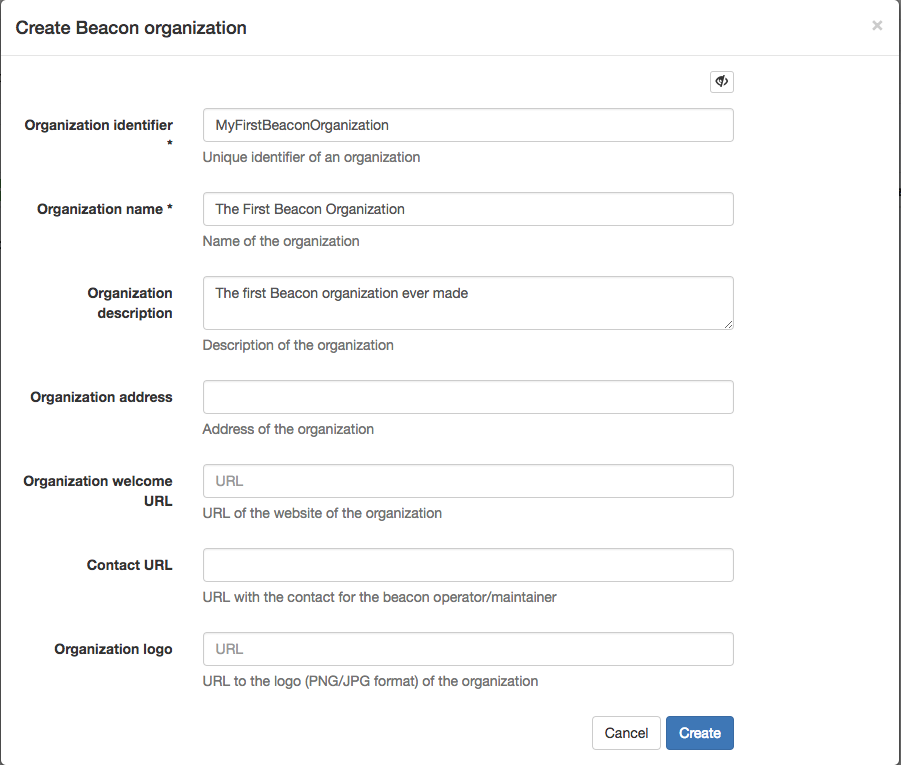 Create Beacon organization
×
Organization identifier
*
MyFirstBeaconOrganization
Unique identifier of an organization
Organization name *
The First Beacon Organization
Name of the organization
Organization
description
The first Beacon organization ever made
Description of the organization
Organization address
Address of the organization
Organization welcome
URL
URL
URL of the website of the organization
Contact URL
URL with the contact for the beacon operator/maintainer
Organization logo
URL
URL to the logo (PNG/JPG format) of the organization
Cancel
Create